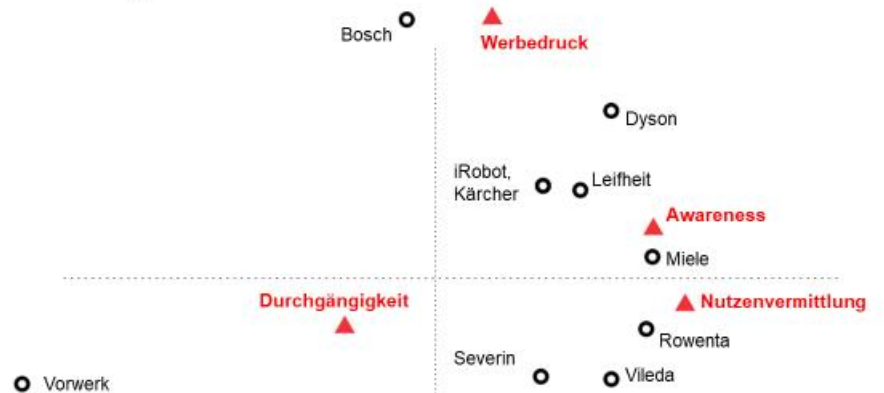 Bosch
Werbedruck
Dyson
iRobot,
Kärcher
Leifheit
Awareness
Miele
Durchgängigkeit
Nutzenvermittlung
Rowenta
Severin
Vileda
Vorwerk